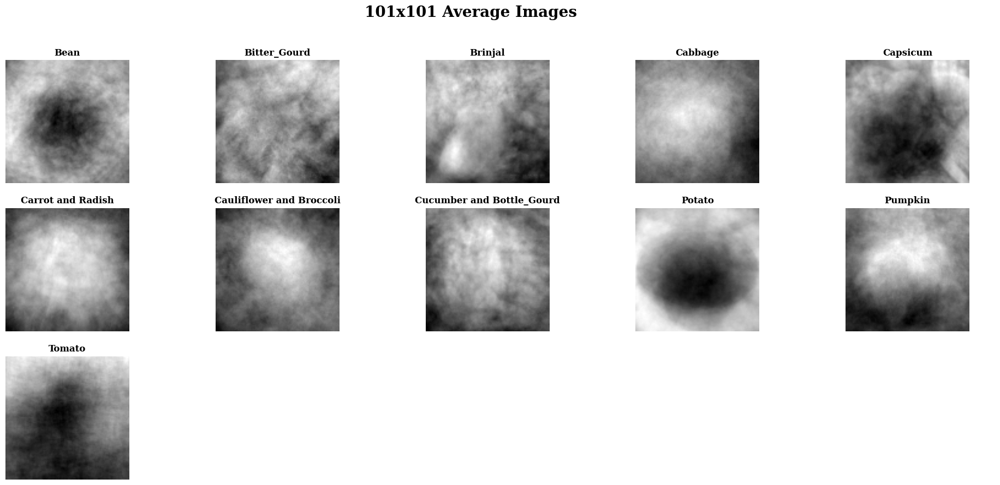 101x101 Average Images
Bean
Bitter_Gourd
Brinjal
Cabbage
Capsicum
Carrot and Radish
Cauliflower and Broccoli
Cucumber and Bottle_Gourd
Potato
Pumpkin
Tomato